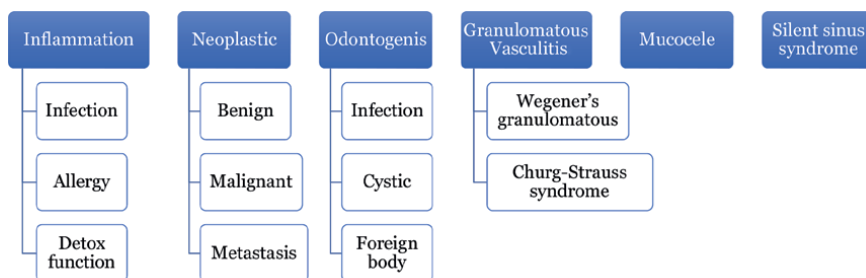 Inflammation
Infection
Allergy
Detox
function
Neoplastic
Benign
Malignant
Metastasis
Odontogenis
Infection
Cystic
Foreign
body
Granulomatous
Vasculitis
Wegener's
granulomatous
Churg-Strauss
syndrome
Mucocele
Silent sinus
syndrome